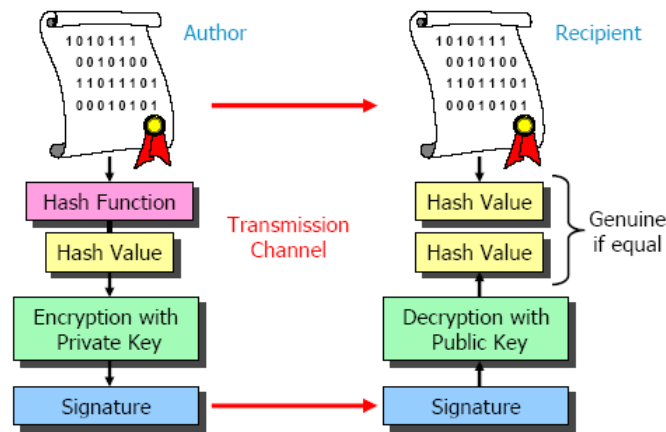 Author
1010111
0010100
11011101
00010101
Recipient
1010111
0010100
11011101
00010101
Hash Function
Hash Value
Encryption with
Private Key
Signature
Transmission
Channel
Hash Value
Hash Value
Genuine
if equal
Decryption with
Public Key
Signature